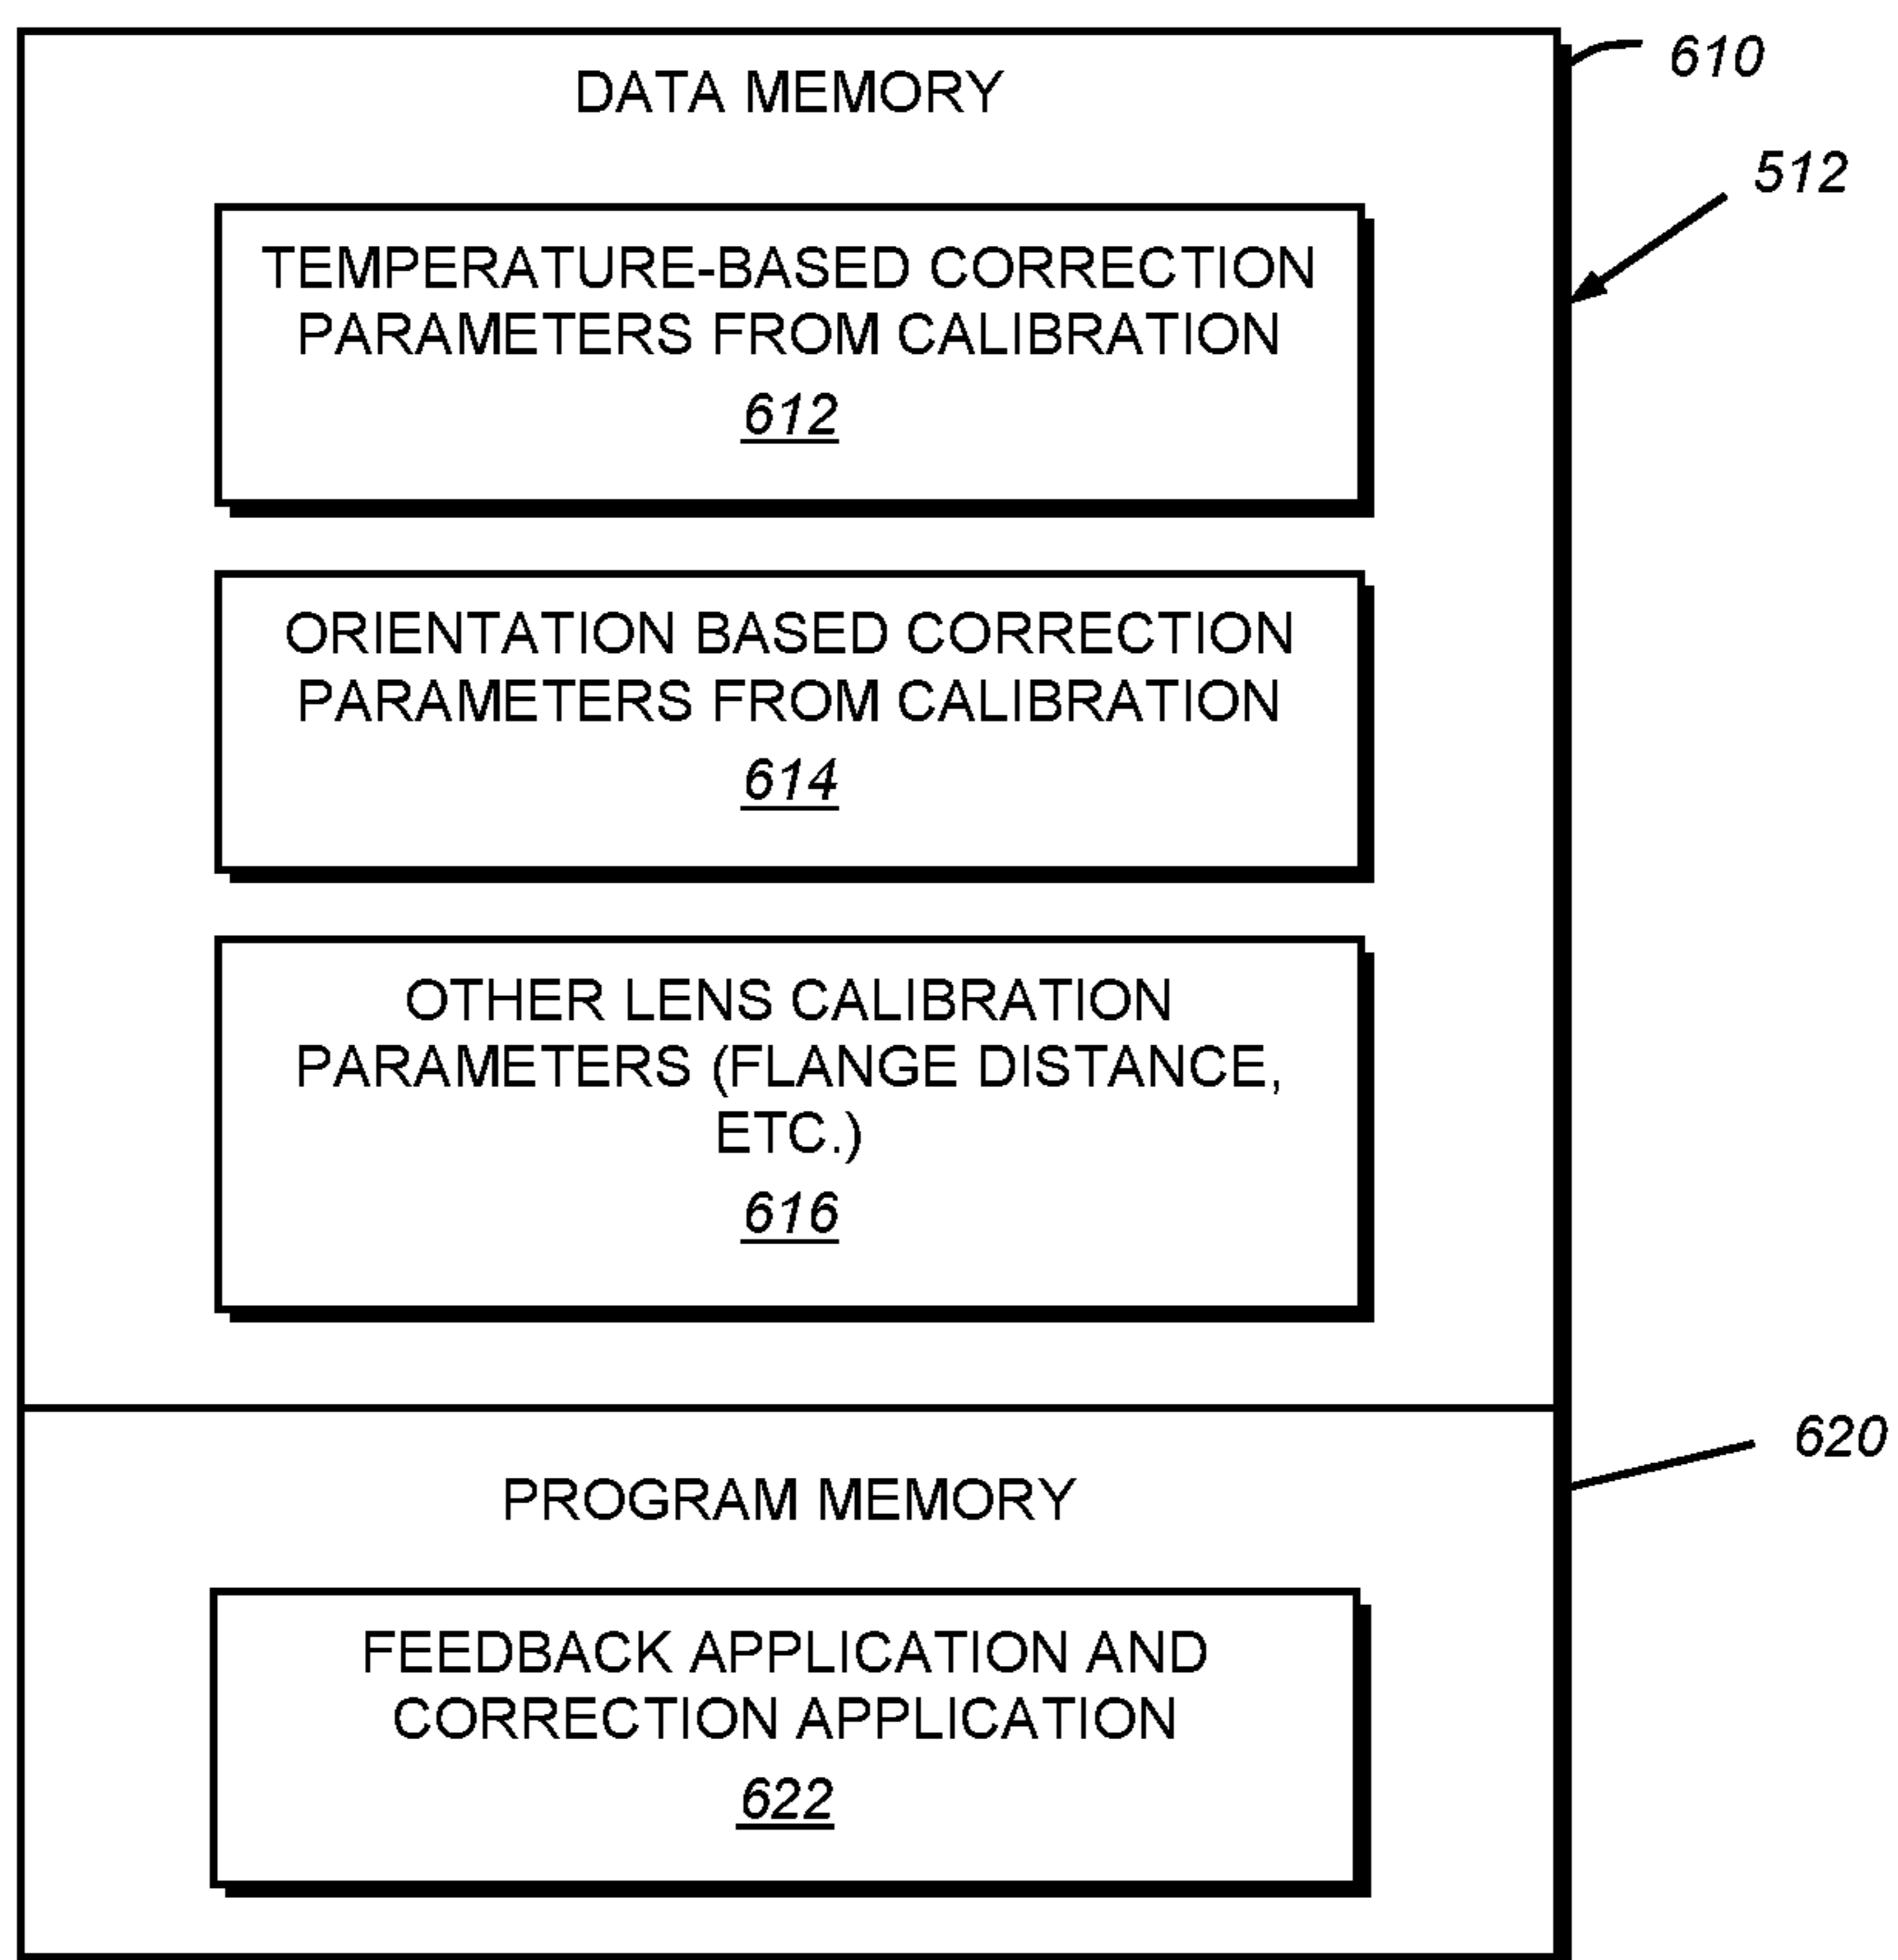 610
DATA MEMORY
512
TEMPERATURE-BASED CORRECTION
PARAMETERS FROM CALIBRATION
612
ORIENTATION BASED CORRECTION
PARAMETERS FROM CALIBRATION
614
OTHER LENS CALIBRATION
PARAMETERS (FLANGE DISTANCE,
ETC.)
616
620
PROGRAM MEMORY
FEEDBACK APPLICATION AND
CORRECTION APPLICATION
622